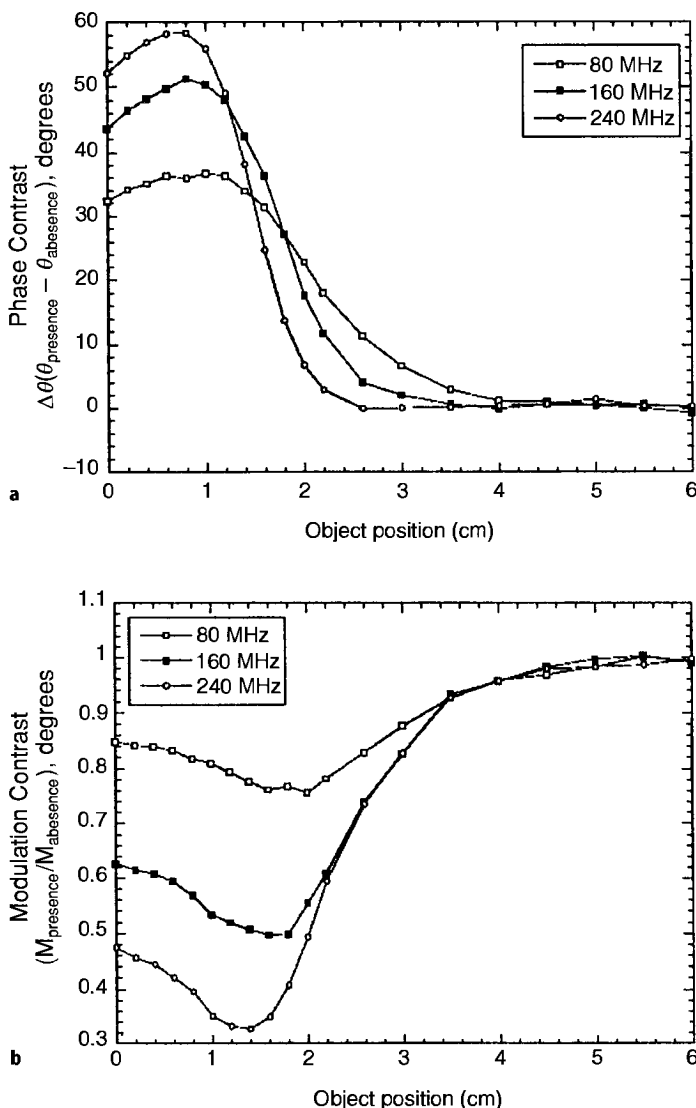 60
50
40
30
20
10
0
−10
Phase Contrast
Δθ(θpresence − θabesence), degrees
80 MHz
160 MHz
240 MHz
0 1 2 3 4 5 6
a
Object position (cm)
1.1
1
0.9
0.8
0.7
0.6
0.5
0.4
0.3
Modulation Contrast
(Mpresence/Mabesence), degrees
80 MHz
160 MHz
240 MHz
0 1 2 3 4 5 6
b
Object position (cm)